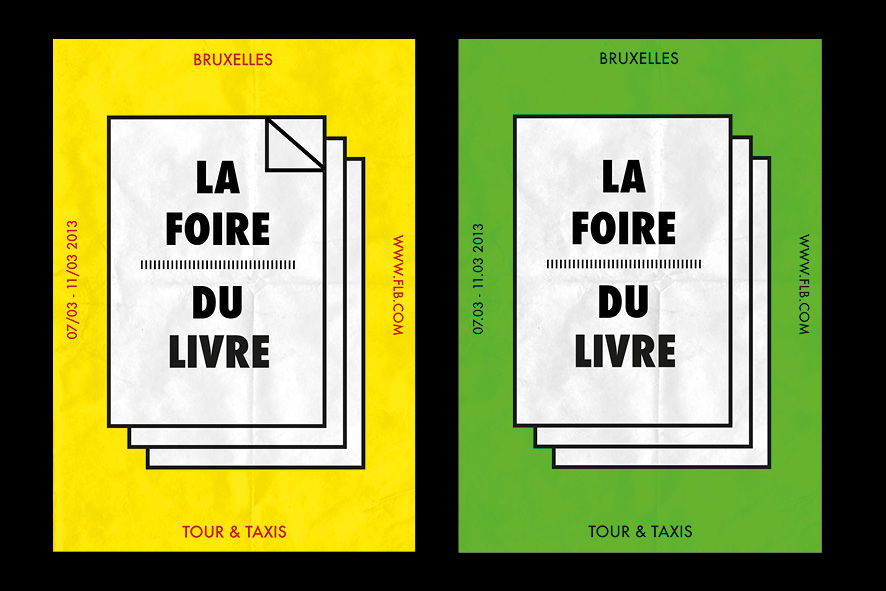 BRUXELLES
LA
FOIRE
DU
LIVRE
07/03 - 11/03 2013
WWW.FLB.COM
TOUR & TAXIS
BRUXELLES
LA
FOIRE
DU
LIVRE
07.03 - 11.03 2013
WWW.FLB.COM
TOUR & TAXIS